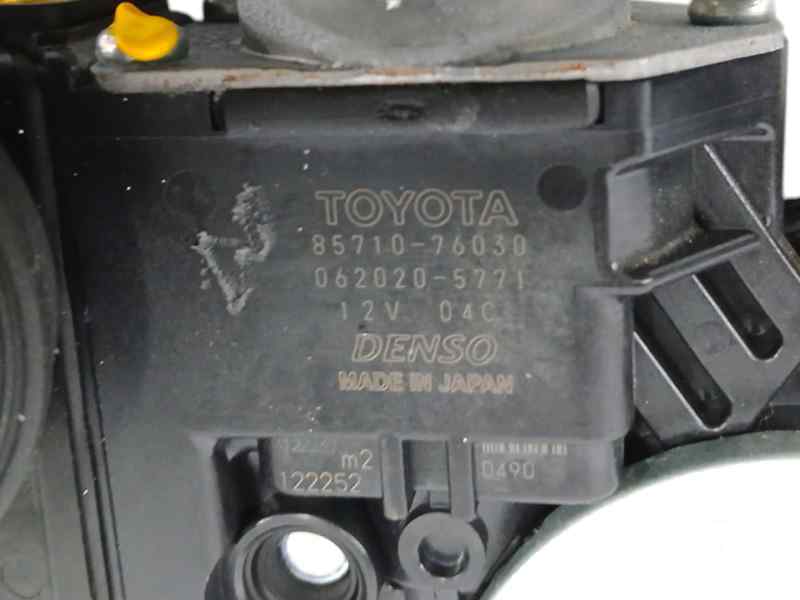 TOYOTA
85710-76030
062020-5771
12V 04C
DENSO
MADE IN JAPAN
m2
122252
0490